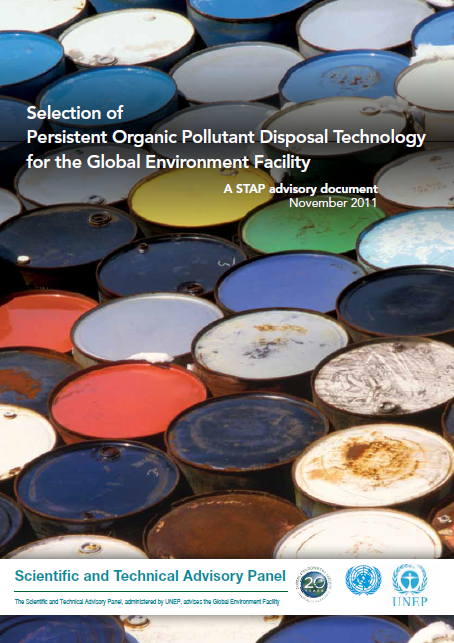 Selection of
Persistent Organic Pollutant Disposal Technology
for the Global Environment Facility
A STAP advisory document
November 2011
Scientific and Technical Advisory Panel
The Scientific and Technical Advisory Panel, administered by UNEP, advises the Global Environment Facility
20
YEARS
UNEP